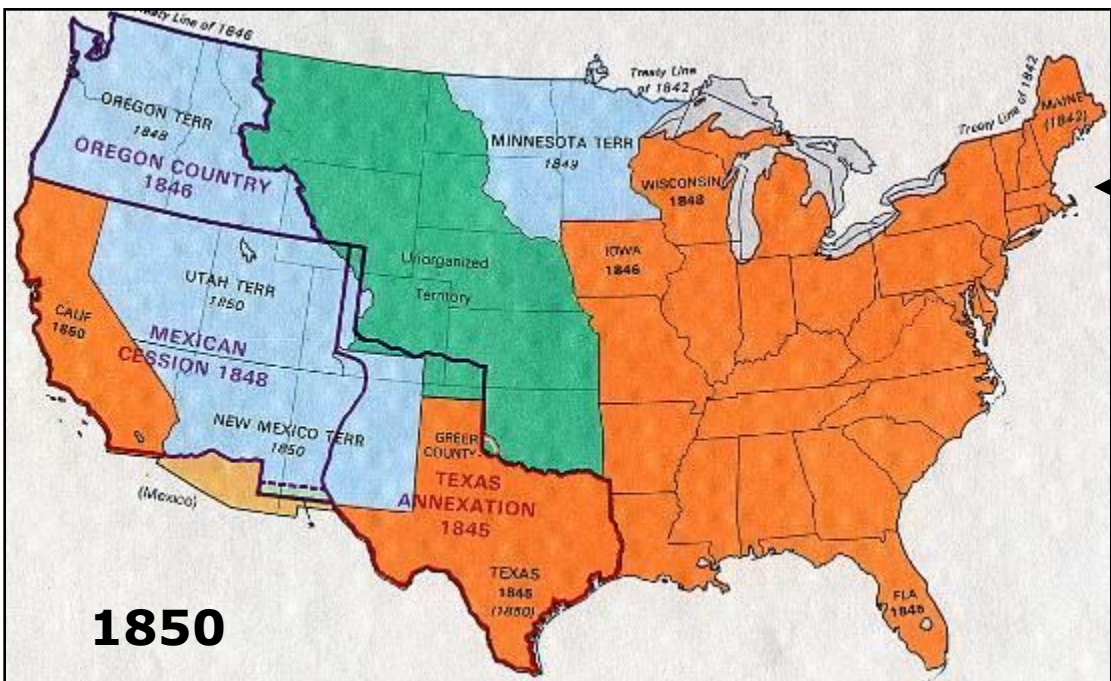 Treaty Line of 1846
Treaty Line
of 1842
Treaty Line of 1842
MAINE
(1842)
OREGON TERR
1848
OREGON COUNTRY
1846
MINNESOTA TERR
1849
WISCONSIN
1848
IOWA
1846
Unorganized
Territory
UTAH TERR
1850
CALIF
1850
MEXICAN
CESSION 1848
NEW MEXICO TERR
1850
GREER
COUNTY
TEXAS
ANNEXATION
1845
(Mexico)
TEXAS
1845
(1850)
FLA
1845
1850